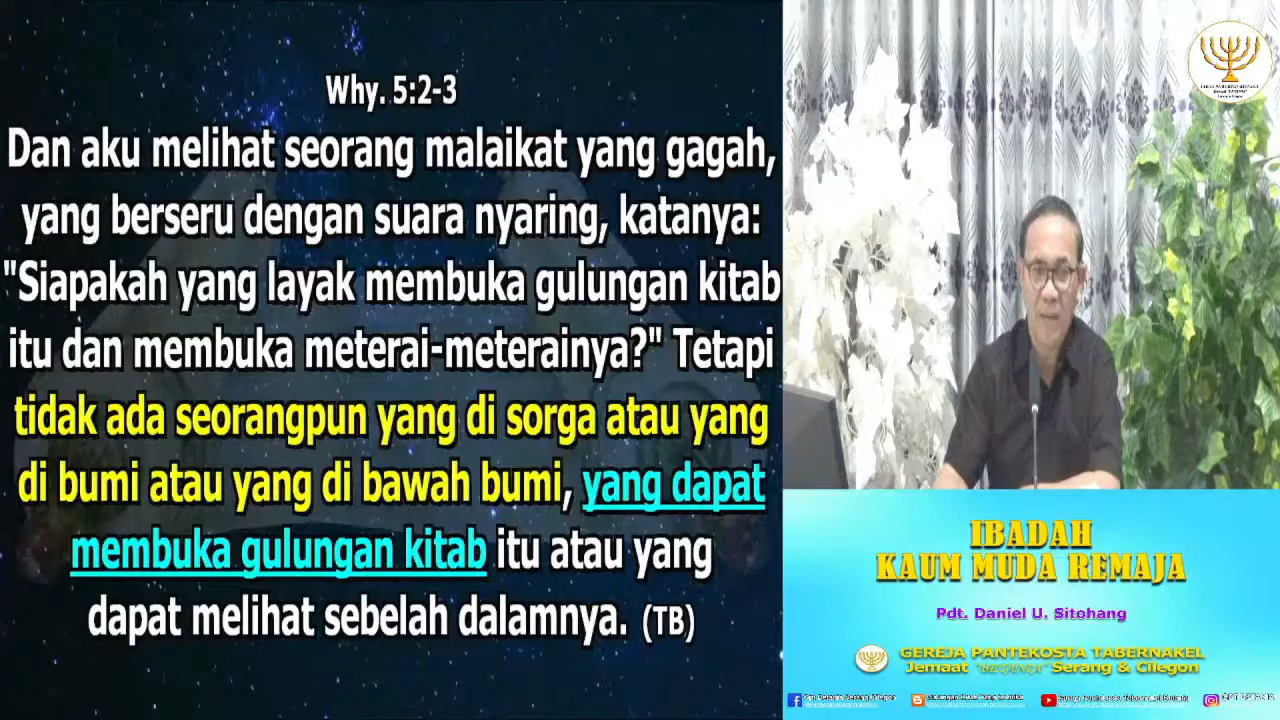 Why. 5:2-3
Dan aku melihat seorang malaikat yang gagah,
yang berseru dengan suara nyaring, katanya:
"Siapakah yang layak membuka gulungan kitab
itu dan membuka meterai-meterainya?" Tetapi
tidak ada seorangpun yang di sorga atau yang
di bumi atau yang di bawah bumi, yang dapat
membuka gulungan kitab itu atau yang
dapat melihat sebelah dalamnya. (TB)
IBADAH
KAUM MUDA REMAJA
Pdt. Daniel U. Sitohang
GEREJA PANTEKOSTA TABERNAKEL
Jemaat "BETANIA" Serang & Cilegon